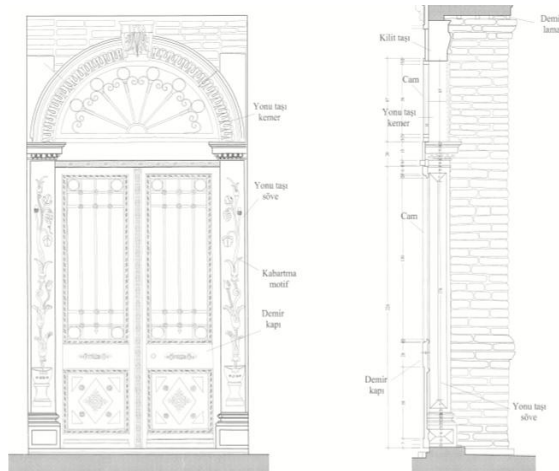 Yonu taşı
kemer
Yonu taşı
söve
Kabartma
motif
Demir
kapı
Demir
lama
Kilit taşı
Cam
Yonu taşı
kemer
Cam
Demir
kapı
Yonu taşı
söve